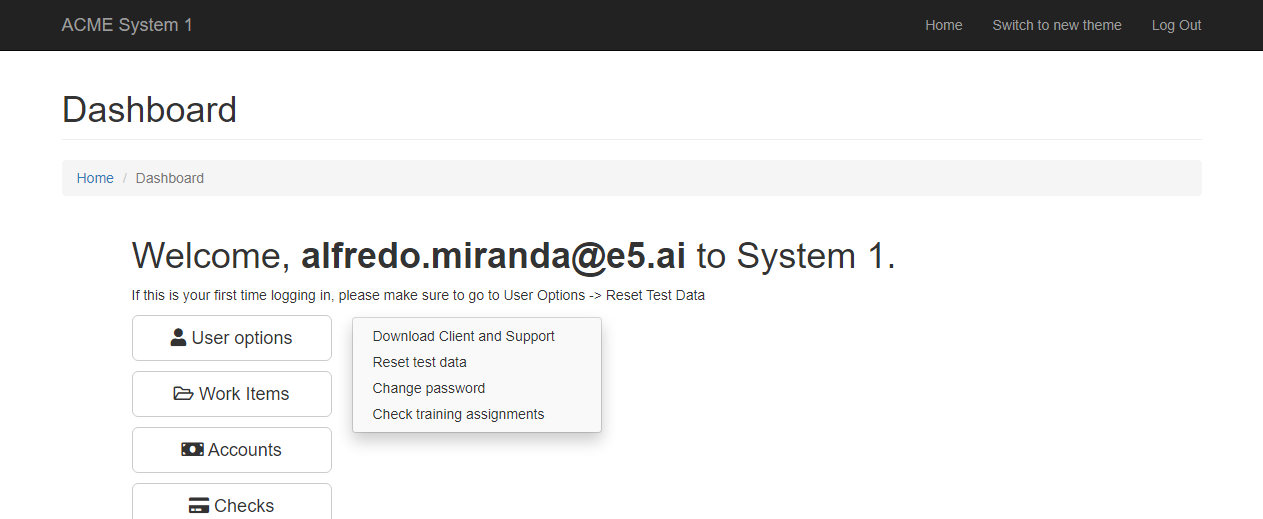 ACME System 1 Home Switch to new theme Log Out
Dashboard
Home / Dashboard
Welcome, alfredo.miranda@e5.ai to System 1.
If this is your first time logging in, please make sure to go to User Options -> Reset Test Data
User options
Download Client and Support
Reset test data
Change password
Check training assignments
Work Items
Accounts
Checks